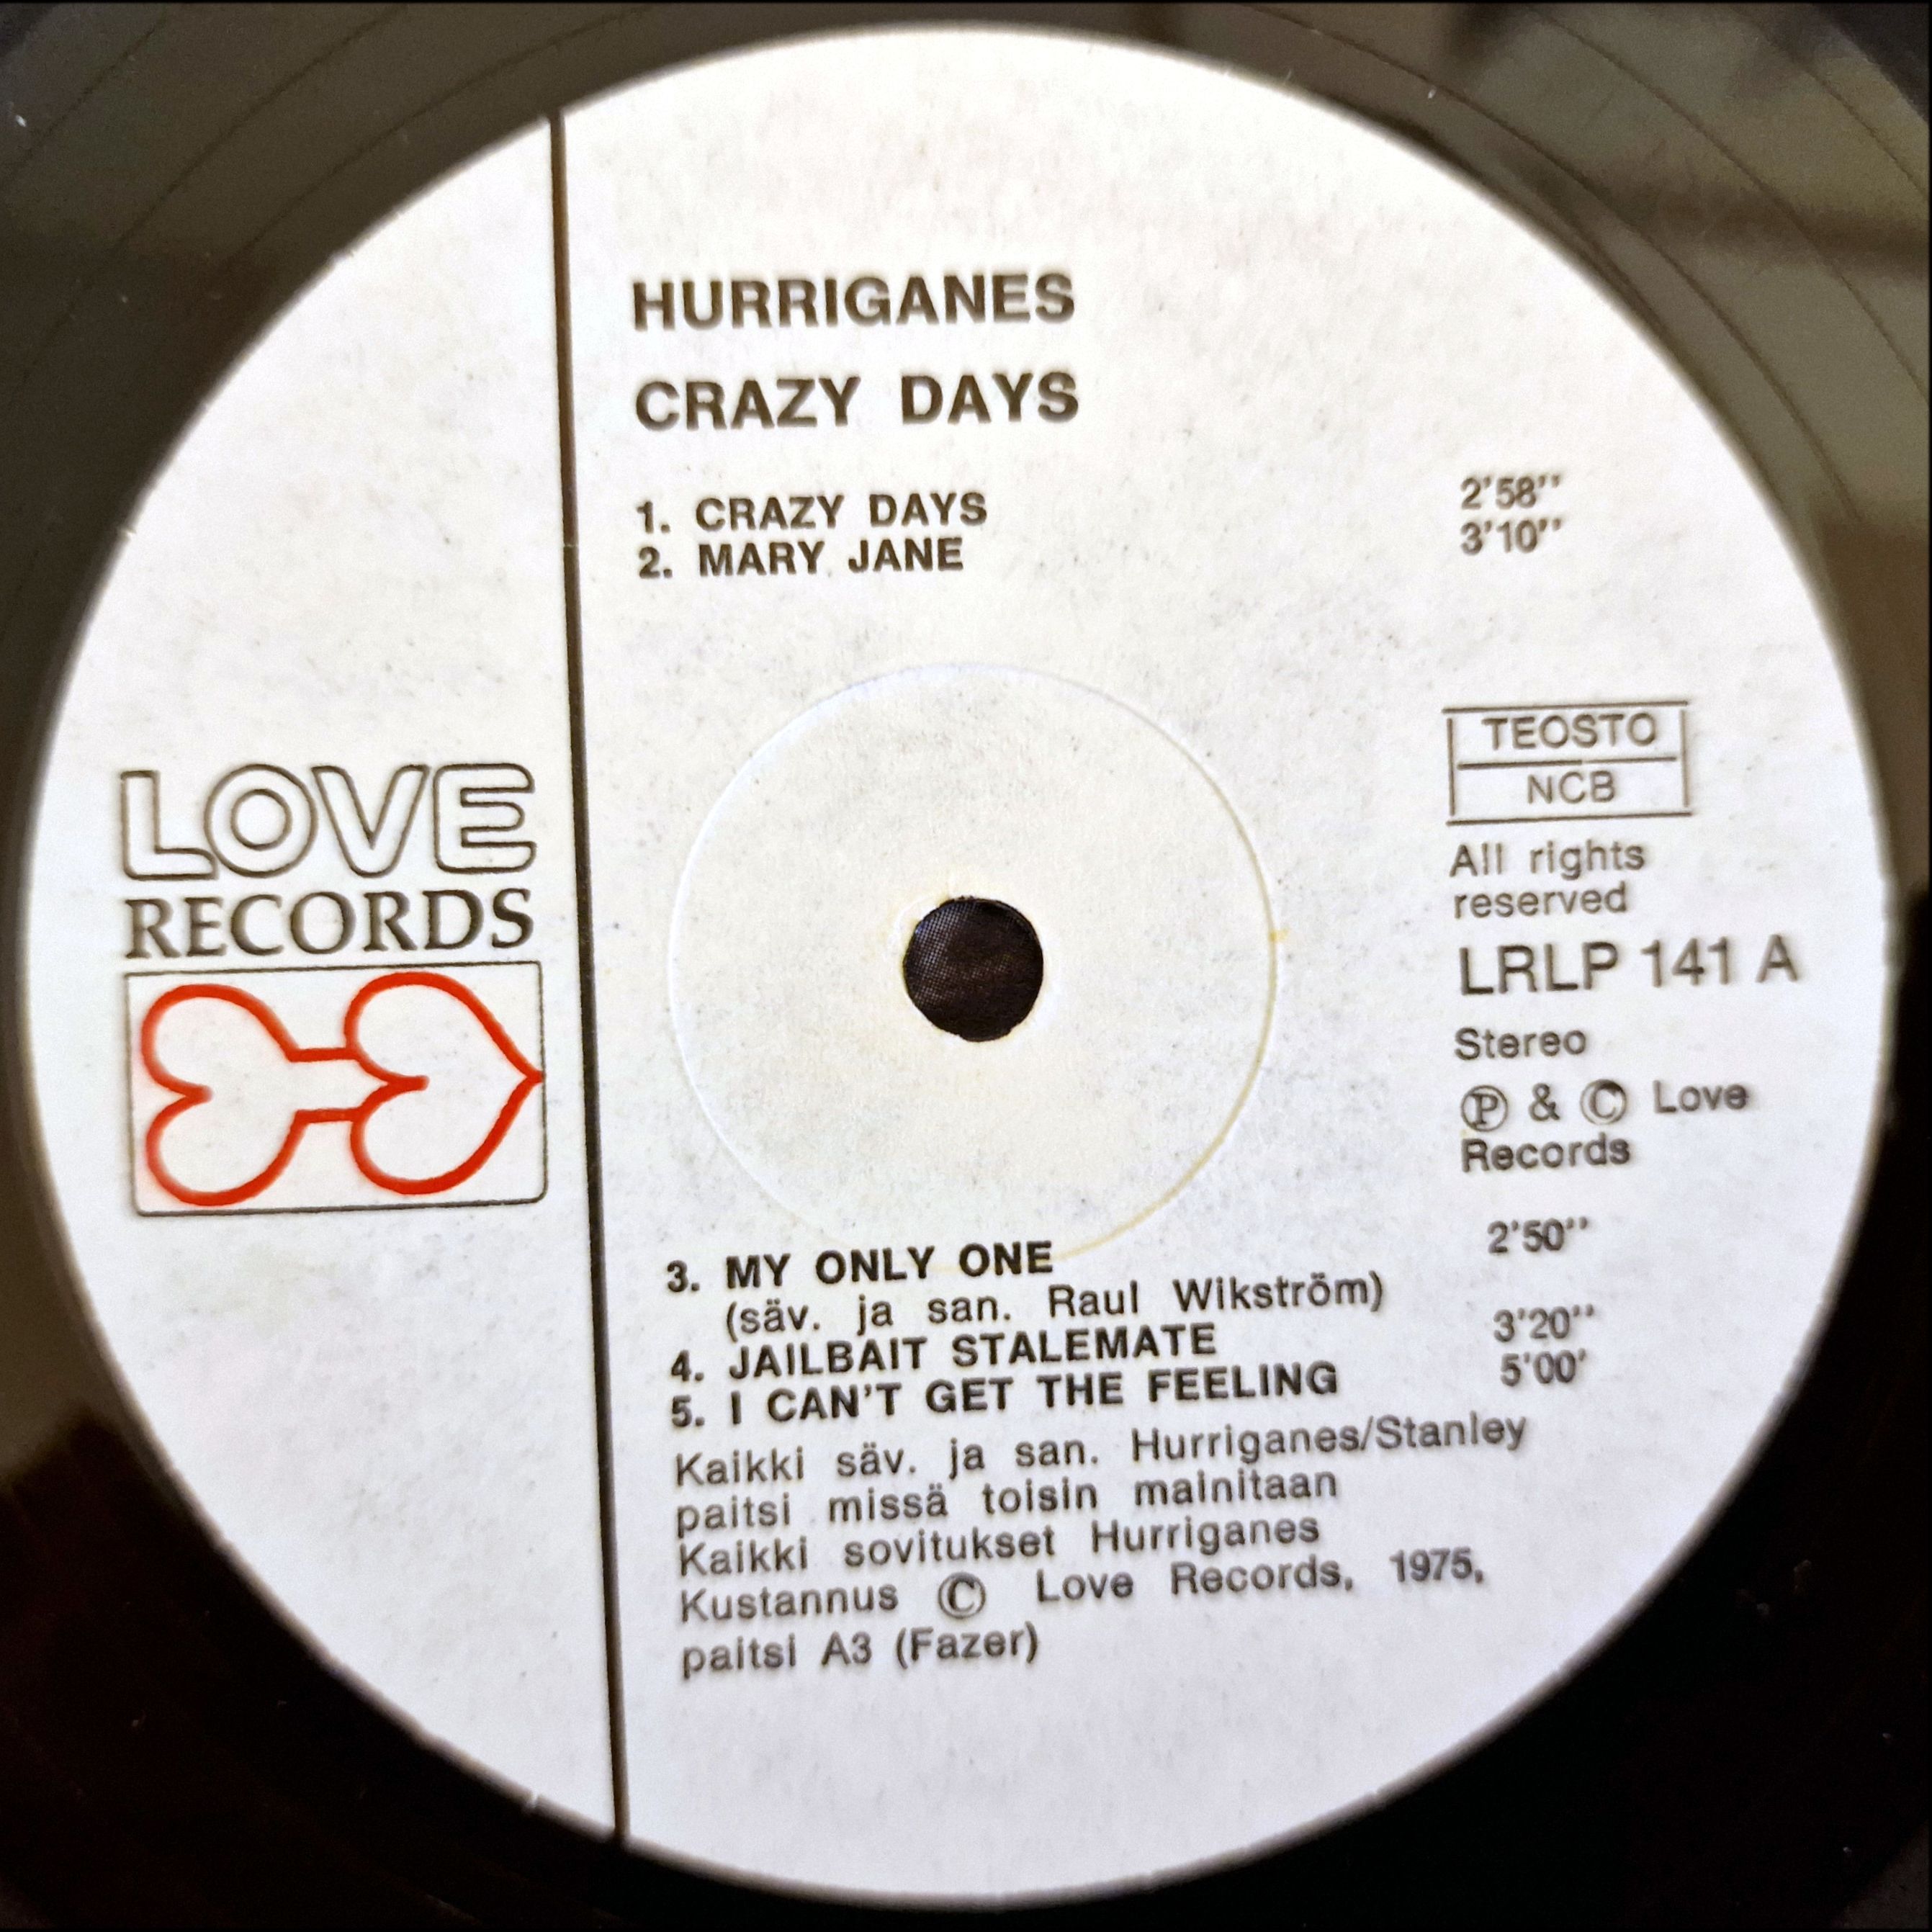 HURRIGANES
CRAZY DAYS
1. CRAZY DAYS 2'58''
2. MARY JANE 3'10''
LOVE
RECORDS
TEOSTO
NCB
All rights
reserved
LRLP 141 A
Stereo
Ⓟ & Ⓒ Love
Records
3. MY ONLY ONE 2'50''
(säv. ja san. Raul Wikström)
4. JAILBAIT STALEMATE 3'20''
5. I CAN'T GET THE FEELING 5'00'
Kaikki säv. ja san. Hurriganes/Stanley
paitsi missä toisin mainitaan
Kaikki sovitukset Hurriganes
Kustannus Ⓒ Love Records, 1975,
paitsi A3 (Fazer)